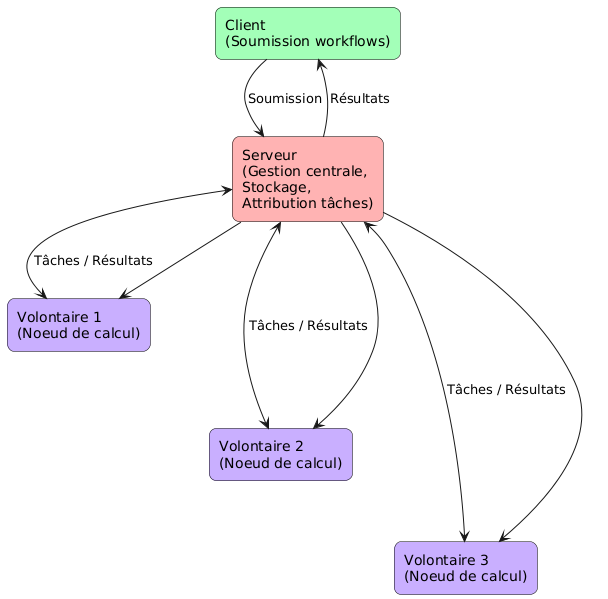 Client
(Soumission workflows)
Soumission
Résultats
Serveur
(Gestion centrale,
Stockage,
Attribution tâches)
Tâches / Résultats
Volontaire 1
(Noeud de calcul)
Tâches / Résultats
Volontaire 2
(Noeud de calcul)
Tâches / Résultats
Volontaire 3
(Noeud de calcul)